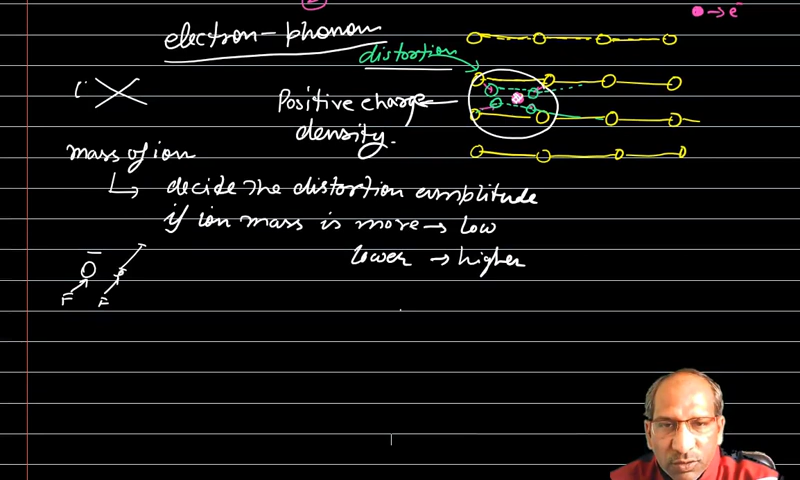 → e⁻
electron – phonon
distortion
Positive charge
density.
mass of ion
↳ decide the distortion amplitude
if ion mass is more → low
lower → higher
F F